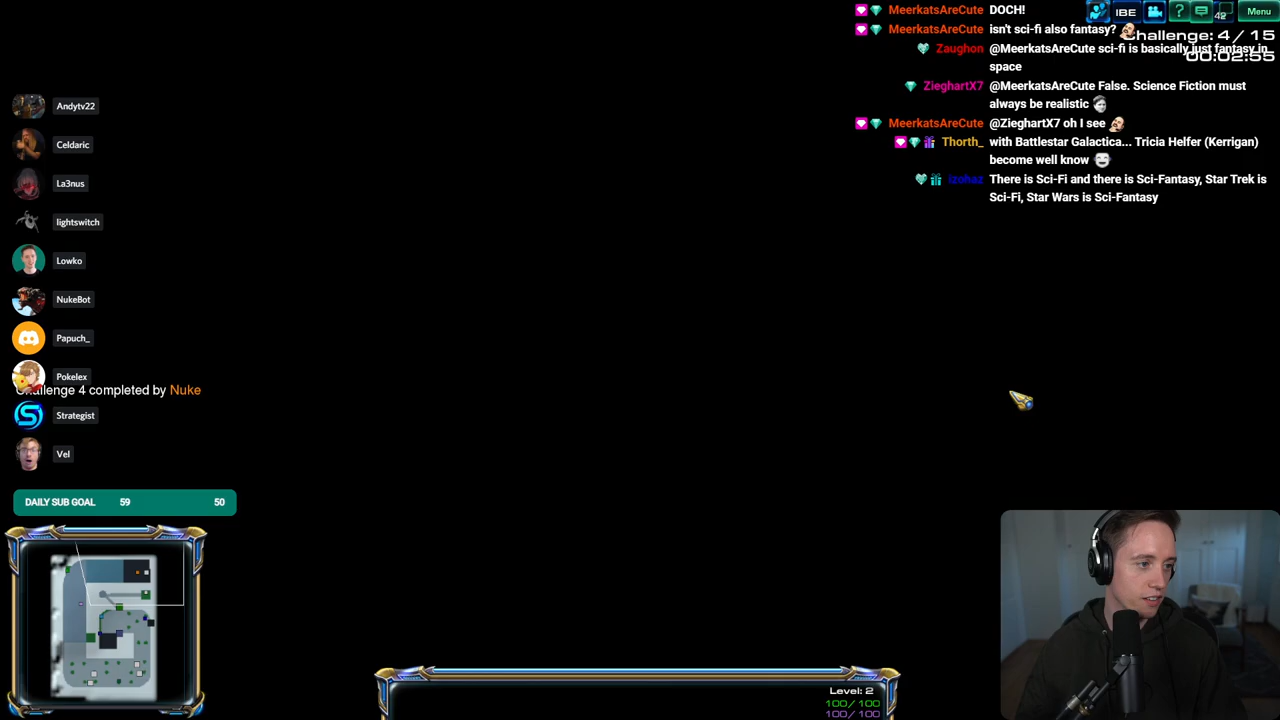 MeerkatsAreCute DOCH!
MeerkatsAreCute isn't sci-fi also fantasy?
Zaughon @MeerkatsAreCute sci-fi is basically just fantasy in
space
ZieghartX7 @MeerkatsAreCute False. Science Fiction must
always be realistic
MeerkatsAreCute @ZieghartX7 oh I see
Thorth_ with Battlestar Galactica... Tricia Helfer (Kerrigan)
become well know
izohaz There is Sci-Fi and there is Sci-Fantasy, Star Trek is
Sci-Fi, Star Wars is Sci-Fantasy
IBE
?
42
Menu
Challenge: 4 / 15
00:02:55
Andytv22
Celdaric
La3nus
lightswitch
Lowko
NukeBot
Papuch_
Pokelex
Challenge 4 completed by Nuke
Strategist
Vel
DAILY SUB GOAL 59 50
Level: 2
100/100
100/100